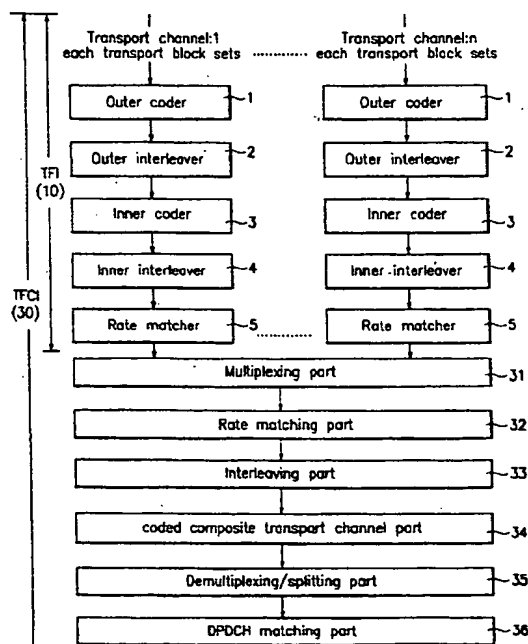 Transport channel:1
each transport block sets
Transport channel:n
each transport block sets
Outer coder
1
Outer coder
1
Outer interleaver
2
Outer interleaver
2
TFI
(10)
Inner coder
3
Inner coder
3
Inner interleaver
4
Inner interleaver
4
TFCI
(30)
Rate matcher
5
Rate matcher
5
Multiplexing part
31
Rate matching part
32
Interleaving part
33
coded composite transport channel part
34
Demultiplexing/splitting part
35
DPDCH matching part
36